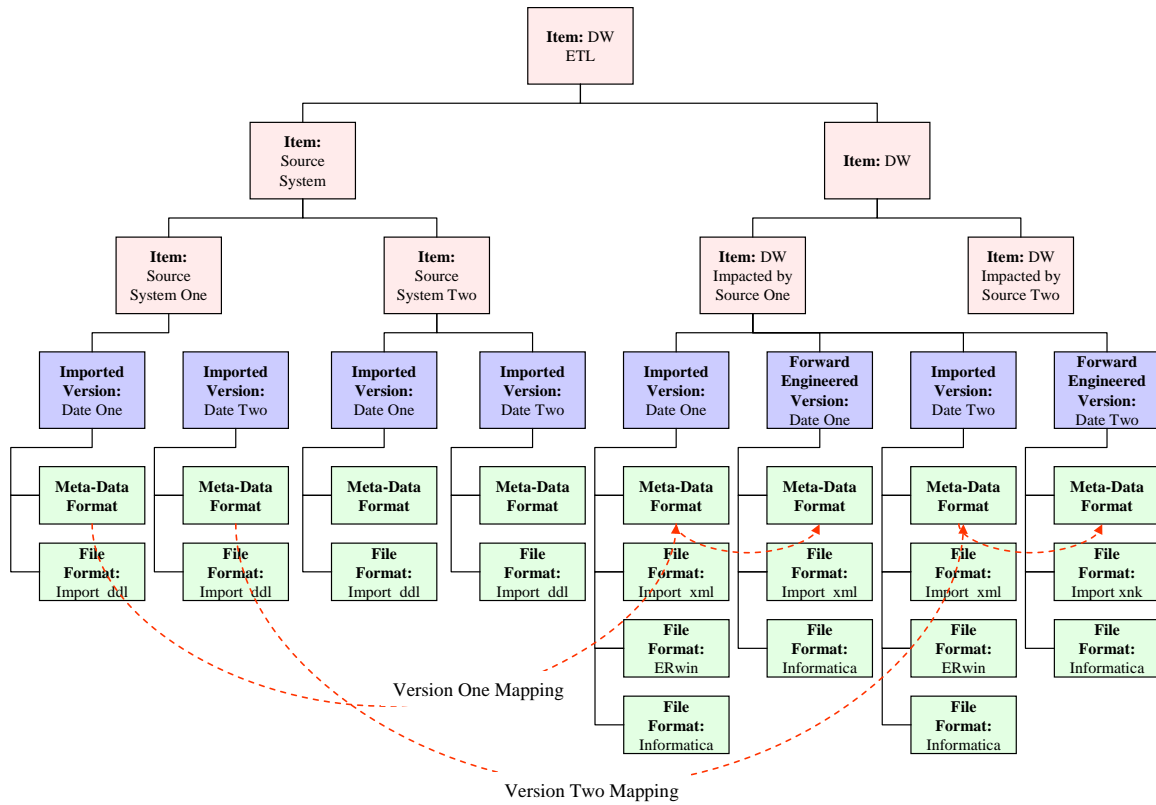 Item: DW
ETL
Item:
Source
System
Item: DW
Item:
Source
System One
Item:
Source
System Two
Item: DW
Impacted by
Source One
Item: DW
Impacted by
Source Two
Imported
Version:
Date One
Imported
Version:
Date Two
Imported
Version:
Date One
Imported
Version:
Date Two
Imported
Version:
Date One
Forward
Engineered
Version:
Date One
Imported
Version:
Date Two
Forward
Engineered
Version:
Date Two
Meta-Data
Format
Meta-Data
Format
Meta-Data
Format
Meta-Data
Format
Meta-Data
Format
Meta-Data
Format
Meta-Data
Format
Meta-Data
Format
File
Format:
Import ddl
File
Format:
Import ddl
File
Format:
Import ddl
File
Format:
Import ddl
File
Format:
Import xml
File
Format:
Import xml
File
Format:
Import xml
File
Format:
Import xnk
File
Format:
ERwin
File
Format:
Informatica
File
Format:
ERwin
File
Format:
Informatica
Version One Mapping
File
Format:
Informatica
File
Format:
Informatica
Version Two Mapping